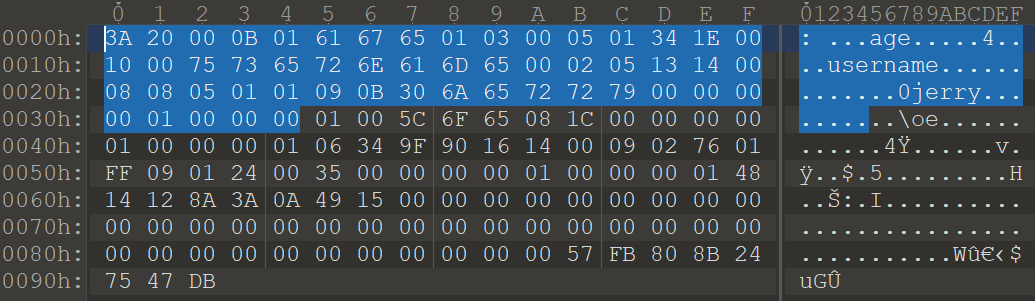 0 1 2 3 4 5 6 7 8 9 A B C D E F 0123456789ABCDEF
0000h: 3A 20 00 0B 01 61 67 65 01 03 00 05 01 34 1E 00 : ...age.....4..
0010h: 10 00 75 73 65 72 6E 61 6D 65 00 02 05 13 14 00 ..username......
0020h: 08 08 05 01 01 09 0B 30 6A 65 72 72 79 00 00 00 .......0jerry...
0030h: 00 01 00 00 00 01 00 5C 6F 65 08 1C 00 00 00 00 .......\oe......
0040h: 01 00 00 00 01 06 34 9F 90 16 14 00 09 02 76 01 ......4Ÿ......v.
0050h: FF 09 01 24 00 35 00 00 00 00 01 00 00 00 01 48 ÿ..$.5.........H
0060h: 14 12 8A 3A 0A 49 15 00 00 00 00 00 00 00 00 00 ..Š:.I..........
0070h: 00 00 00 00 00 00 00 00 00 00 00 00 00 00 00 00 ................
0080h: 00 00 00 00 00 00 00 00 00 00 00 57 FB 80 8B 24 ...........Wû€‹$
0090h: 75 47 DB uGÛ